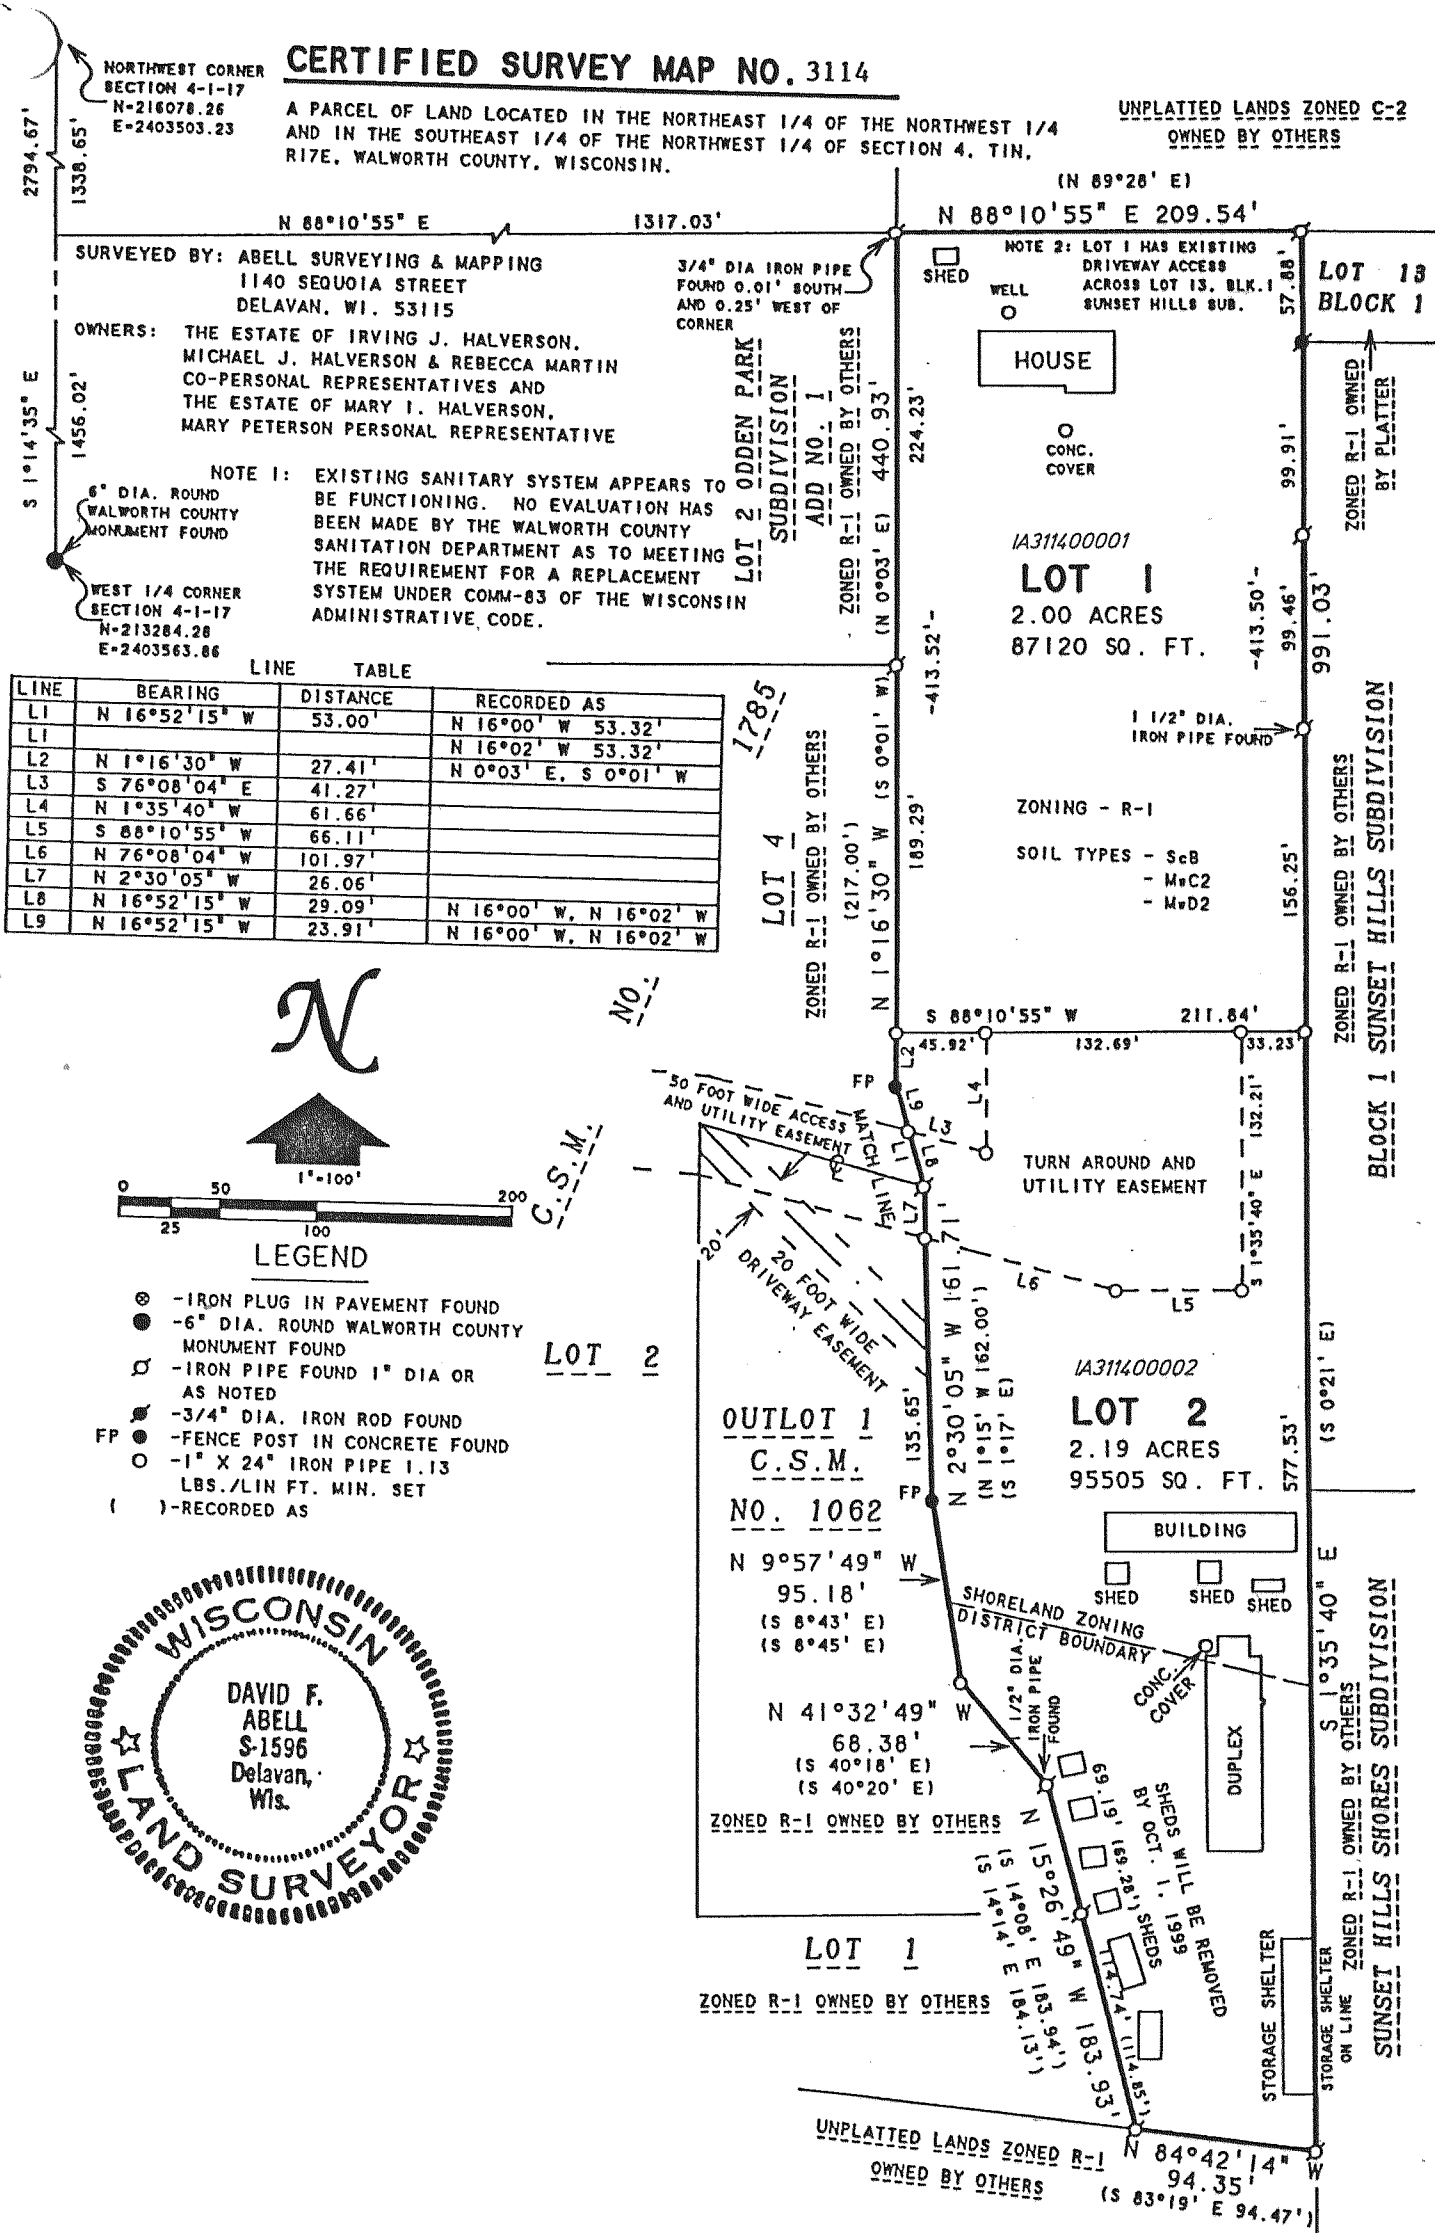 CERTIFIED SURVEY MAP NO. 3114
A PARCEL OF LAND LOCATED IN THE NORTHEAST 1/4 OF THE NORTHWEST 1/4
AND IN THE SOUTHEAST 1/4 OF THE NORTHWEST 1/4 OF SECTION 4, T1N,
R17E, WALWORTH COUNTY, WISCONSIN.
NORTHWEST CORNER
SECTION 4-1-17
N=216078.26
E=2403503.23
2794.67'
1338.65'
UNPLATTED LANDS ZONED C-2
OWNED BY OTHERS
(N 89°28' E)
N 88°10'55" E 209.54'
N 88°10'55" E 1317.03'
SURVEYED BY: ABELL SURVEYING & MAPPING
1140 SEQUOIA STREET
DELAVAN, WI. 53115
OWNERS: THE ESTATE OF IRVING J. HALVERSON,
MICHAEL J. HALVERSON & REBECCA MARTIN
CO-PERSONAL REPRESENTATIVES AND
THE ESTATE OF MARY I. HALVERSON,
MARY PETERSON PERSONAL REPRESENTATIVE
3/4" DIA IRON PIPE
FOUND 0.01' SOUTH
AND 0.25' WEST OF
CORNER
SHED
WELL
NOTE 2: LOT 1 HAS EXISTING
DRIVEWAY ACCESS
ACROSS LOT 13, BLK.1
SUNSET HILLS SUB.
57.88'
LOT 13
BLOCK 1
HOUSE
CONC.
COVER
S 1°14'35" E
1456.02'
NOTE 1: EXISTING SANITARY SYSTEM APPEARS TO
BE FUNCTIONING. NO EVALUATION HAS
BEEN MADE BY THE WALWORTH COUNTY
SANITATION DEPARTMENT AS TO MEETING
THE REQUIREMENT FOR A REPLACEMENT
SYSTEM UNDER COMM-83 OF THE WISCONSIN
ADMINISTRATIVE CODE.
6" DIA. ROUND
WALWORTH COUNTY
MONUMENT FOUND
WEST 1/4 CORNER
SECTION 4-1-17
N=213284.28
E=2403563.86
LOT 2 ODDEN PARK
SUBDIVISION
ADD NO. 1
ZONED R-1 OWNED BY OTHERS
(N 0°03' E) 440.93'
224.23'
99.91'
ZONED R-1 OWNED
BY PLATTER
IA311400001
LOT 1
2.00 ACRES
87120 SQ. FT.
-413.52'-
-413.50'-
99.46'
991.03'
1 1/2" DIA.
IRON PIPE FOUND
LINE TABLE
LINE BEARING DISTANCE RECORDED AS
L1 N 16°52'15" W 53.00' N 16°00' W 53.32'
L1 N 16°02' W 53.32'
L2 N 1°16'30" W 27.41' N 0°03' E, S 0°01' W
L3 S 76°08'04" E 41.27'
L4 N 1°35'40" W 61.66'
L5 S 88°10'55" W 66.11'
L6 N 76°08'04" W 101.97'
L7 N 2°30'05" W 26.06'
L8 N 16°52'15" W 29.09' N 16°00' W, N 16°02' W
L9 N 16°52'15" W 23.91' N 16°00' W, N 16°02' W
C.S.M. NO. 1785
LOT 4
ZONED R-1 OWNED BY OTHERS
(217.00')
N 1°16'30" W (S 0°01' W)
189.29'
ZONING - R-1
SOIL TYPES - ScB
- MwC2
- MwD2
156.25'
ZONED R-1 OWNED BY OTHERS
BLOCK 1 SUNSET HILLS SUBDIVISION
N
1"=100'
0 50 200
25 100
S 88°10'55" W 211.84'
45.92' 132.69' 33.23'
L2
FP
L9
L4
L3
L1
L8
L7
MATCH LINE
50 FOOT WIDE ACCESS
AND UTILITY EASEMENT
TURN AROUND AND
UTILITY EASEMENT
132.21'
S 1°35'40" E
20'
20 FOOT WIDE
DRIVEWAY EASEMENT
L6
L5
LEGEND
-IRON PLUG IN PAVEMENT FOUND
-6" DIA. ROUND WALWORTH COUNTY
MONUMENT FOUND
-IRON PIPE FOUND 1" DIA OR
AS NOTED
-3/4" DIA. IRON ROD FOUND
FP -FENCE POST IN CONCRETE FOUND
-1" X 24" IRON PIPE 1.13
LBS./LIN FT. MIN. SET
( )-RECORDED AS
LOT 2
OUTLOT 1
C.S.M.
NO. 1062
135.65'
N 2°30'05" W 161.71'
(N 1°15' W 162.00')
(S 1°17' E)
FP
IA311400002
LOT 2
2.19 ACRES
95505 SQ. FT.
577.53'
(S 0°21' E)
S 1°35'40" E
BUILDING
SHED
SHED
SHED
N 9°57'49" W
95.18'
(S 8°43' E)
(S 8°45' E)
SHORELAND ZONING
DISTRICT BOUNDARY
CONC.
COVER
DUPLEX
N 41°32'49" W
68.38'
(S 40°18' E)
(S 40°20' E)
ZONED R-1 OWNED BY OTHERS
1 1/2" DIA.
IRON PIPE
FOUND
69.19' (69.28')
SHEDS
SHEDS WILL BE REMOVED
BY OCT. 1, 1999
N 15°26'49" W 183.93'
(S 14°08' E 183.94')
(S 14°14' E 184.13')
114.74' (114.85')
WISCONSIN
LAND SURVEYOR
DAVID F.
ABELL
S-1596
Delavan,
Wis.
LOT 1
ZONED R-1 OWNED BY OTHERS
STORAGE SHELTER
STORAGE SHELTER
ON LINE
ZONED R-1 OWNED BY OTHERS
SUNSET HILLS SHORES SUBDIVISION
UNPLATTED LANDS ZONED R-1
OWNED BY OTHERS
N 84°42'14" W
94.35'
(S 83°19' E 94.47')